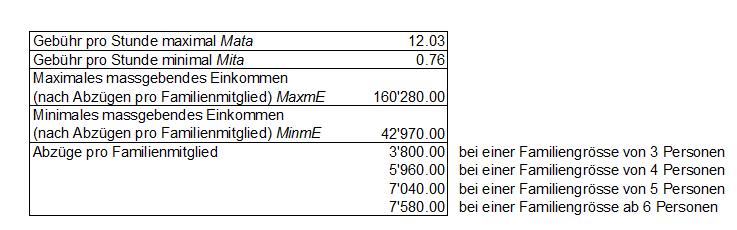 Gebühr pro Stunde maximal Mata 12.03
Gebühr pro Stunde minimal Mita 0.76
Maximales massgebendes Einkommen
(nach Abzügen pro Familienmitglied) MaxmE 160'280.00
Minimales massgebendes Einkommen
(nach Abzügen pro Familienmitglied) MinmE 42'970.00
Abzüge pro Familienmitglied 3'800.00 bei einer Familiengrösse von 3 Personen
5'960.00 bei einer Familiengrösse von 4 Personen
7'040.00 bei einer Familiengrösse von 5 Personen
7'580.00 bei einer Familiengrösse ab 6 Personen